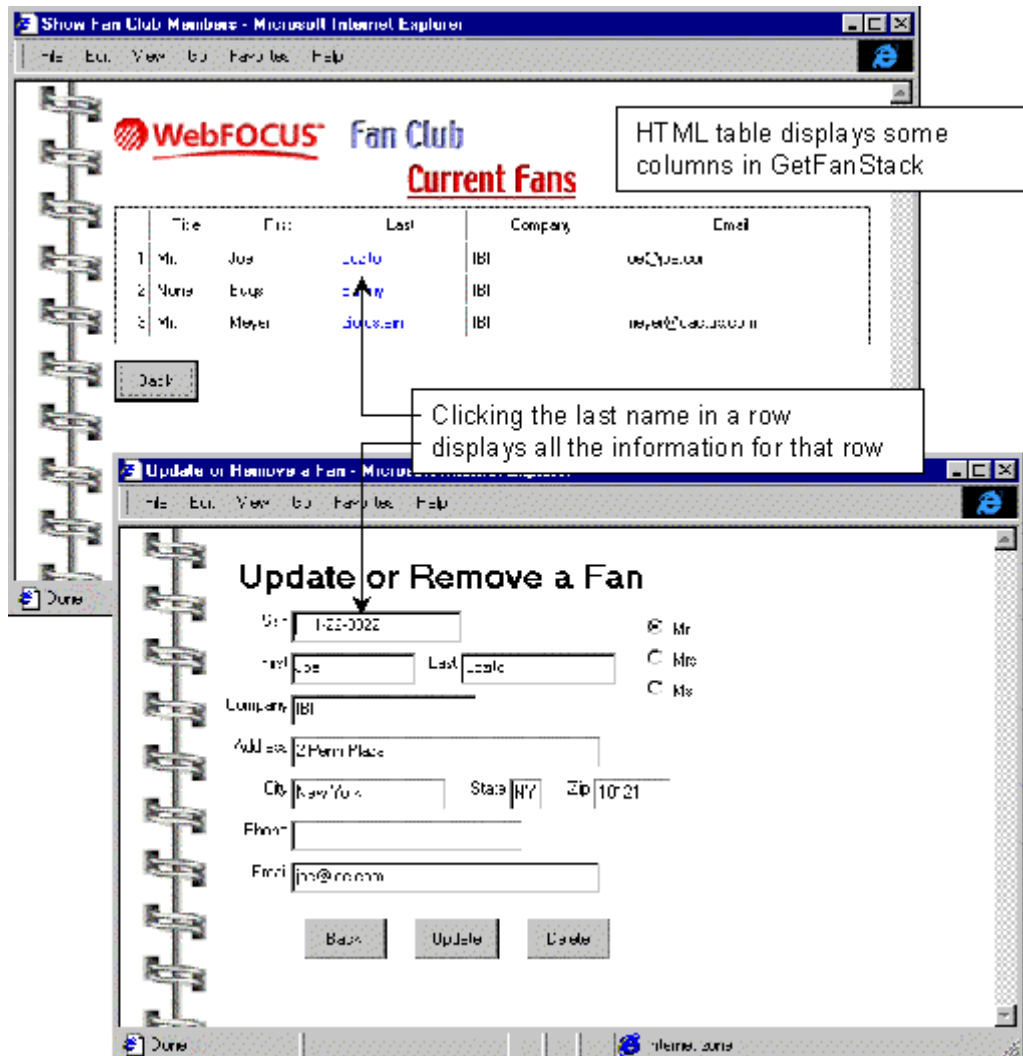 Show Fan Club Members - Microsoft Internet Explorer
File Edit View Go Favorites Help
WebFOCUS Fan Club
Current Fans
HTML table displays some
columns in GetFanStack
Title First Last Company Email
1 Mr. Joe IBI
2 None Bugs IBI
3 Mr. Meyer IBI
Back
Clicking the last name in a row
displays all the information for that row
Update or Remove a Fan -
File Edit View Go Favorites Help
Update or Remove a Fan
Mr
First Joe Last
Mrs
Ms
Company IBI
Address 2 Penn Plaza
City New York State NY Zip 10121
Phone
Email
Back Update Delete
Done
Done Internet zone